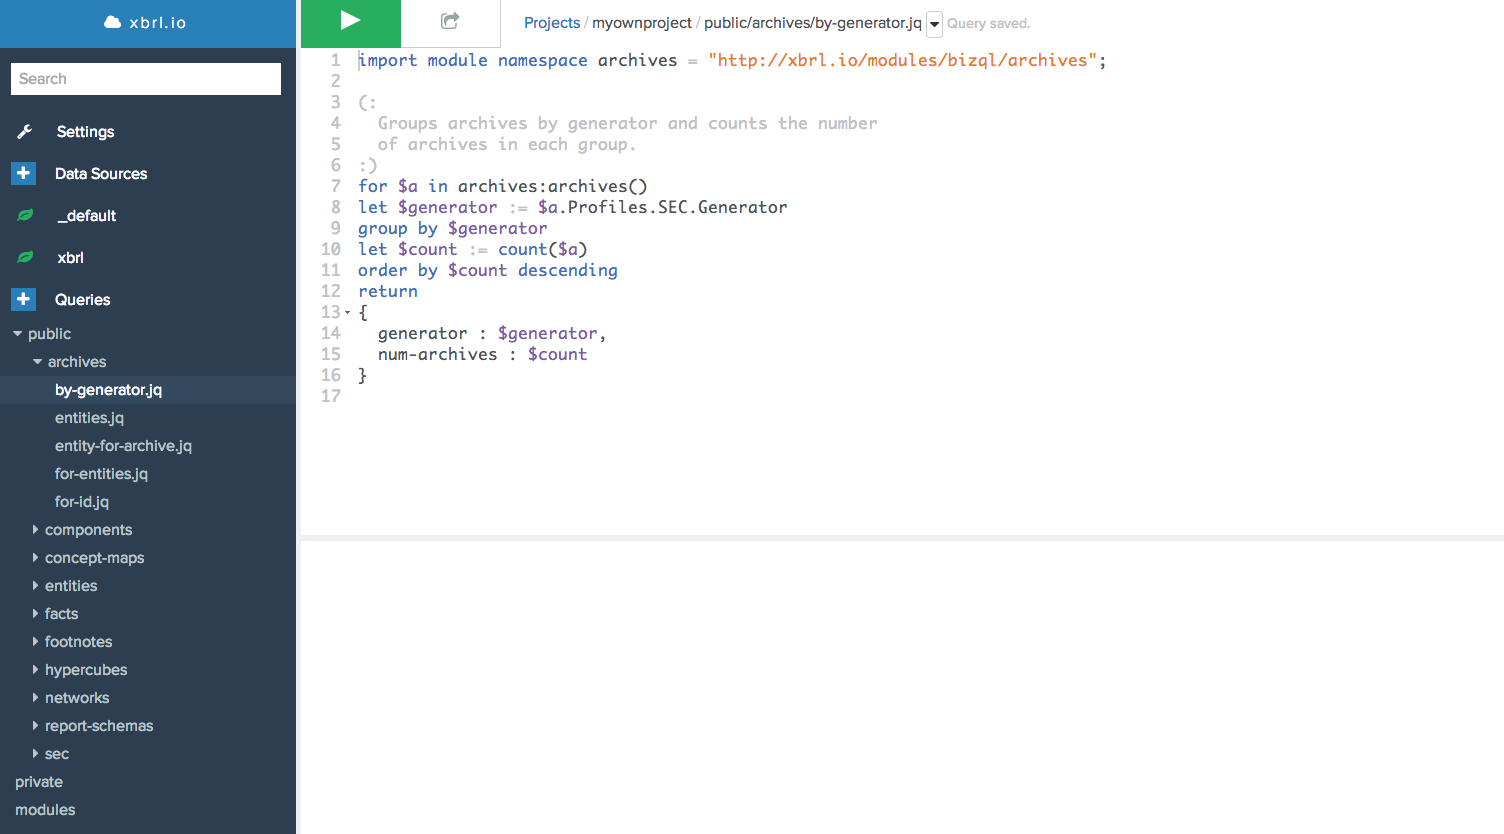 xbrl.io
Search
Settings
Data Sources
_default
xbrl
Queries
public
archives
by-generator.jq
entities.jq
entity-for-archive.jq
for-entities.jq
for-id.jq
components
concept-maps
entities
facts
footnotes
hypercubes
networks
report-schemas
sec
private
modules
Projects / myownproject / public/archives/by-generator.jq Query saved.
1 import module namespace archives = "http://xbrl.io/modules/bizql/archives";
2
3 (:
4   Groups archives by generator and counts the number
5   of archives in each group.
6 :)
7 for $a in archives:archives()
8 let $generator := $a.Profiles.SEC.Generator
9 group by $generator
10 let $count := count($a)
11 order by $count descending
12 return
13 {
14   generator : $generator,
15   num-archives : $count
16 }
17